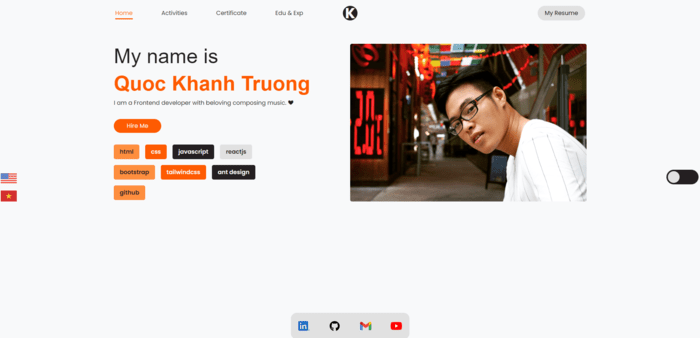 Home Activities Certificate Edu & Exp K My Resume
My name is
Quoc Khanh Truong
I am a Frontend developer with beloving composing music.
Hire Me
html css javascript reactjs
bootstrap tailwindcss ant design
github
in